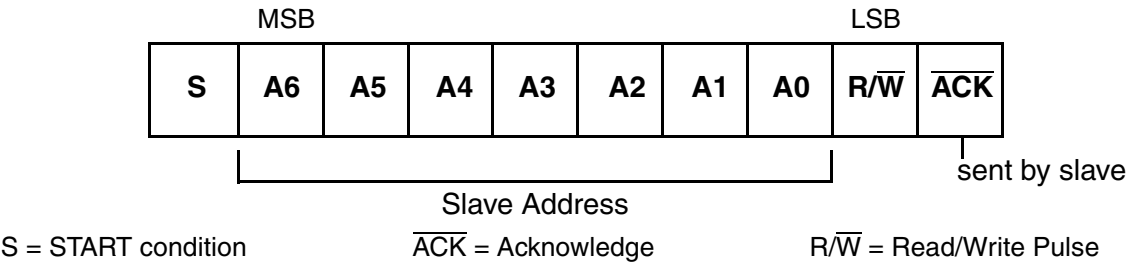 MSB LSB
S A6 A5 A4 A3 A2 A1 A0 R/W̅ A̅C̅K̅
sent by slave
Slave Address
S = START condition A̅C̅K̅ = Acknowledge R/W̅ = Read/Write Pulse